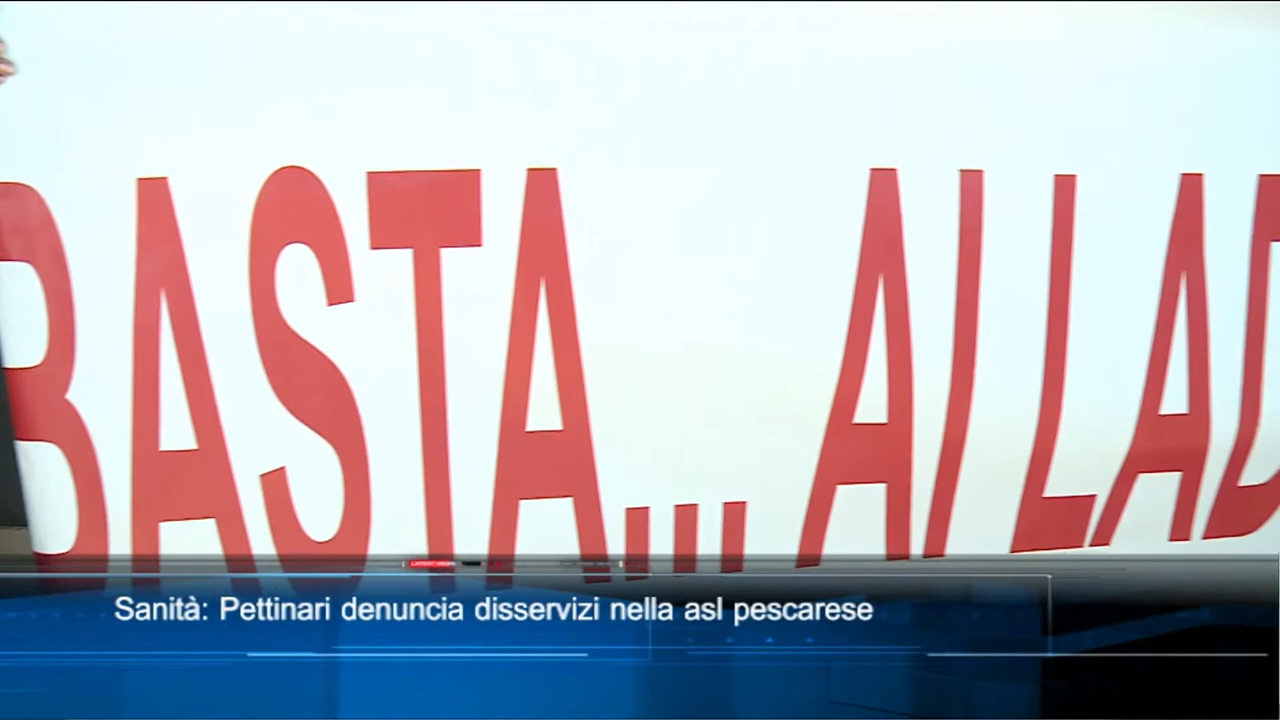 BASTA... AI LAD
Sanità: Pettinari denuncia disservizi nella asl pescarese